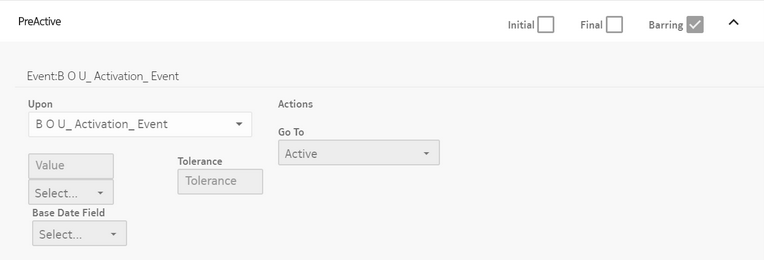 PreActive
Initial
Final
Barring
Event:B O U_ Activation_ Event
Upon
B O U_ Activation_ Event
Actions
Go To
Active
Value
Select...
Tolerance
Tolerance
Base Date Field
Select...